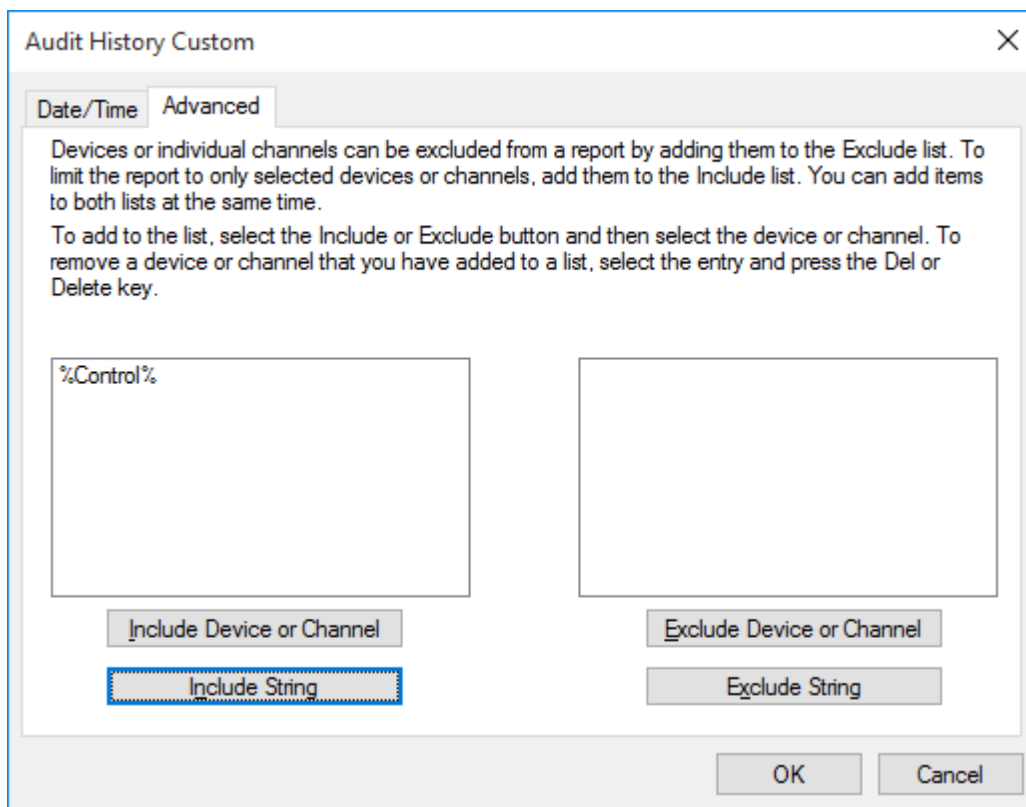 Audit History Custom
Date/Time
Advanced
Devices or individual channels can be excluded from a report by adding them to the Exclude list. To
limit the report to only selected devices or channels, add them to the Include list. You can add items
to both lists at the same time.
To add to the list, select the Include or Exclude button and then select the device or channel. To
remove a device or channel that you have added to a list, select the entry and press the Del or
Delete key.
%Control%
Include Device or Channel
Exclude Device or Channel
Include String
Exclude String
OK
Cancel